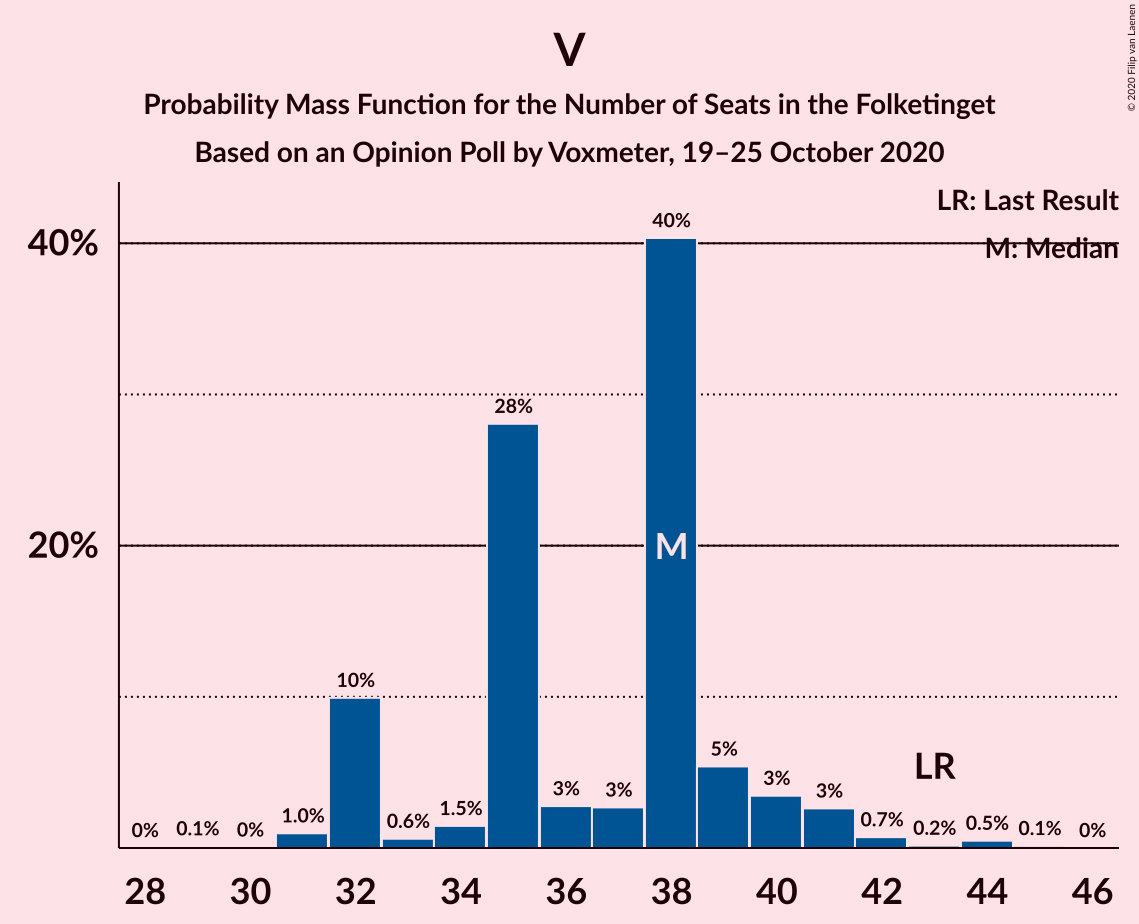 V
Probability Mass Function for the Number of Seats in the Folketinget
Based on an Opinion Poll by Voxmeter, 19–25 October 2020
© 2020 Filip van Laenen
LR: Last Result
M: Median
40%
20%
0%
0.1%
0%
1.0%
10%
0.6%
1.5%
28%
3%
3%
40%
M
5%
3%
3%
0.7%
LR
0.2%
0.5%
0.1%
0%
28 30 32 34 36 38 40 42 44 46